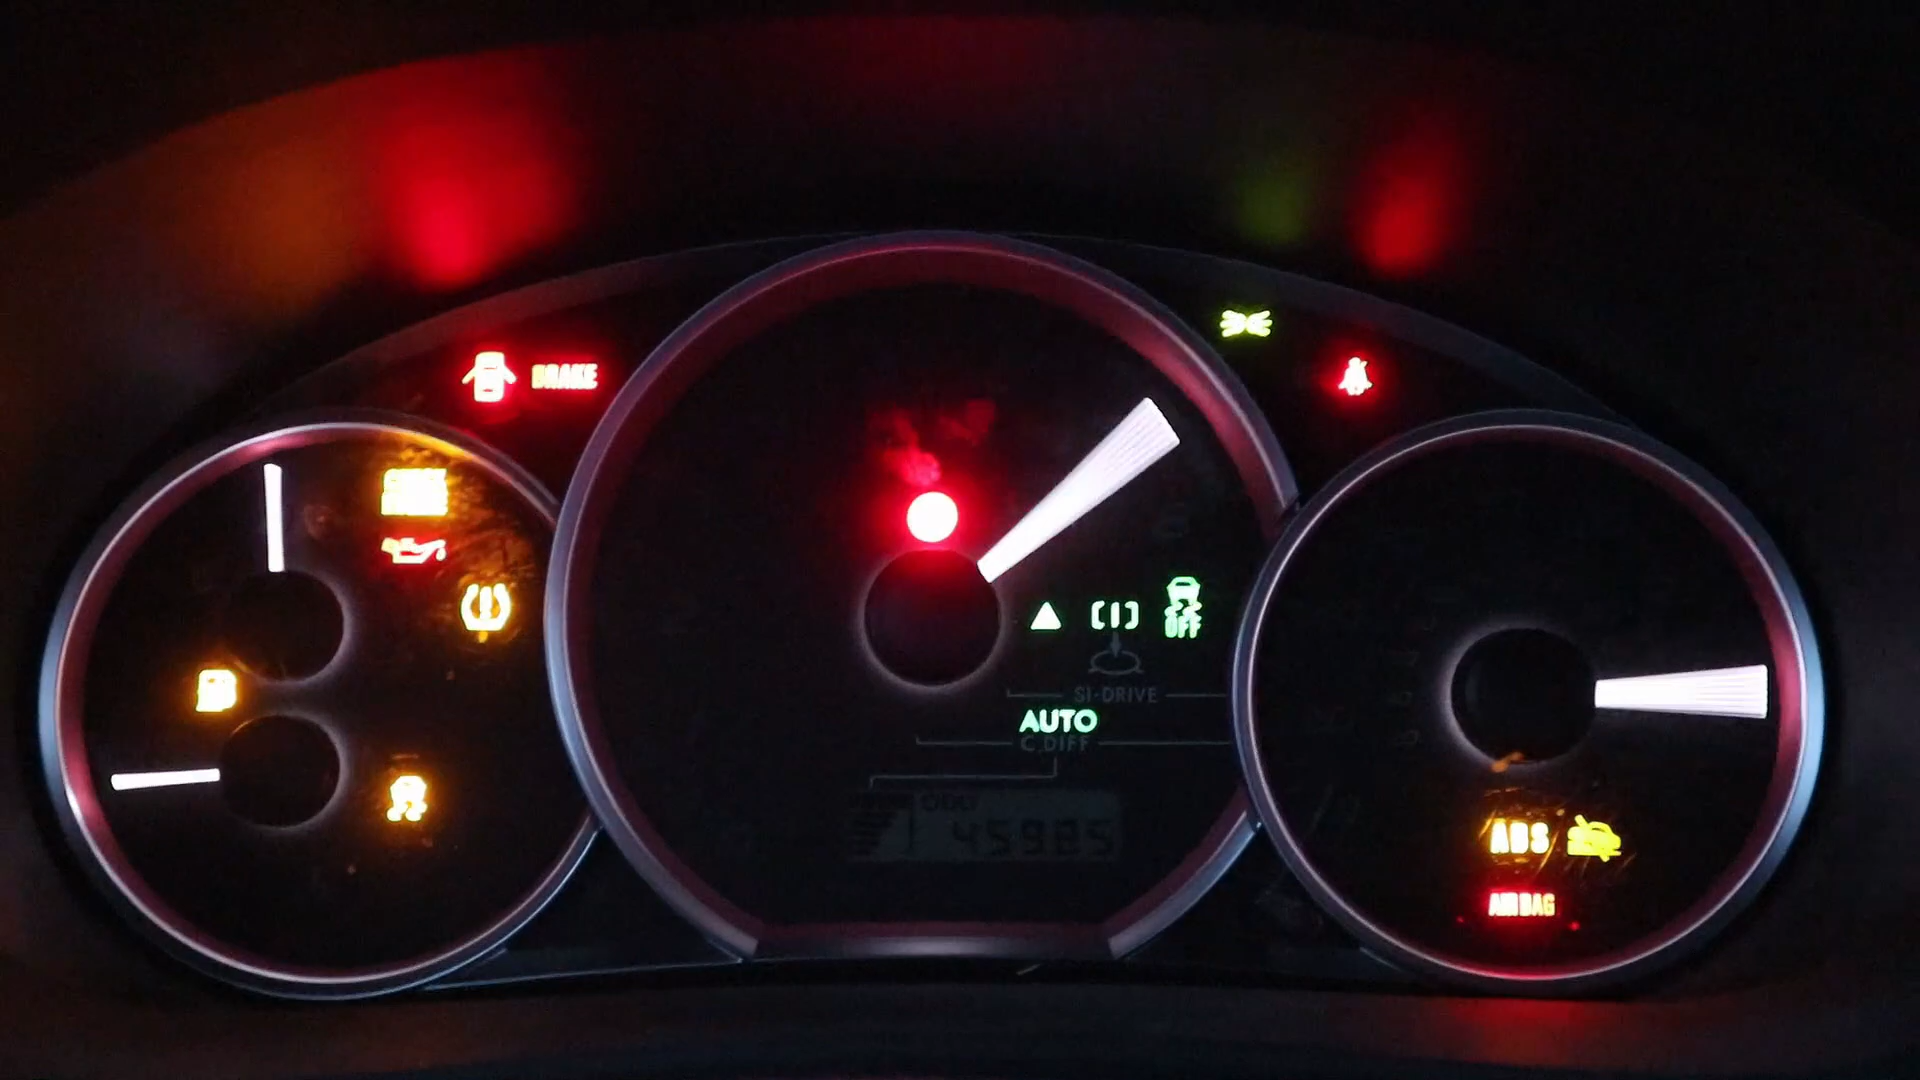 BRAKE
OFF
SI-DRIVE
AUTO
C.DIFF
ODO
45985
ABS
AIRBAG